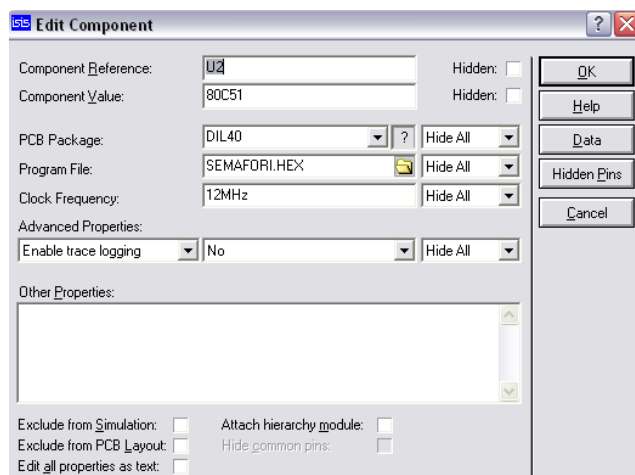 isis Edit Component
Component Reference: U2 Hidden: OK
Component Value: 80C51 Hidden: Help
PCB Package: DIL40 ? Hide All Data
Program File: SEMAFORI.HEX Hide All Hidden Pins
Clock Frequency: 12MHz Hide All Cancel
Advanced Properties:
Enable trace logging No Hide All
Other Properties:
Exclude from Simulation: Attach hierarchy module:
Exclude from PCB Layout: Hide common pins:
Edit all properties as text: